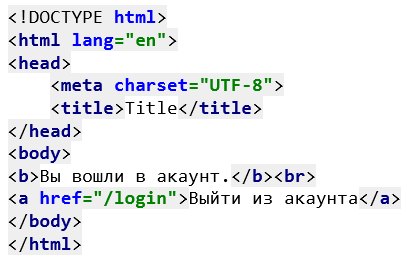 <!DOCTYPE html>
<html lang="en">
<head>
    <meta charset="UTF-8">
    <title>Title</title>
</head>
<body>
<b>Вы вошли в акаунт.</b><br>
<a href="/login">Выйти из акаунта</a>
</body>
</html>